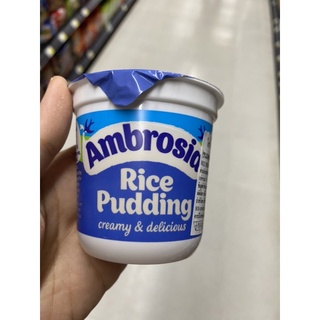 Ambrosia
Rice
Pudding
creamy & delicious